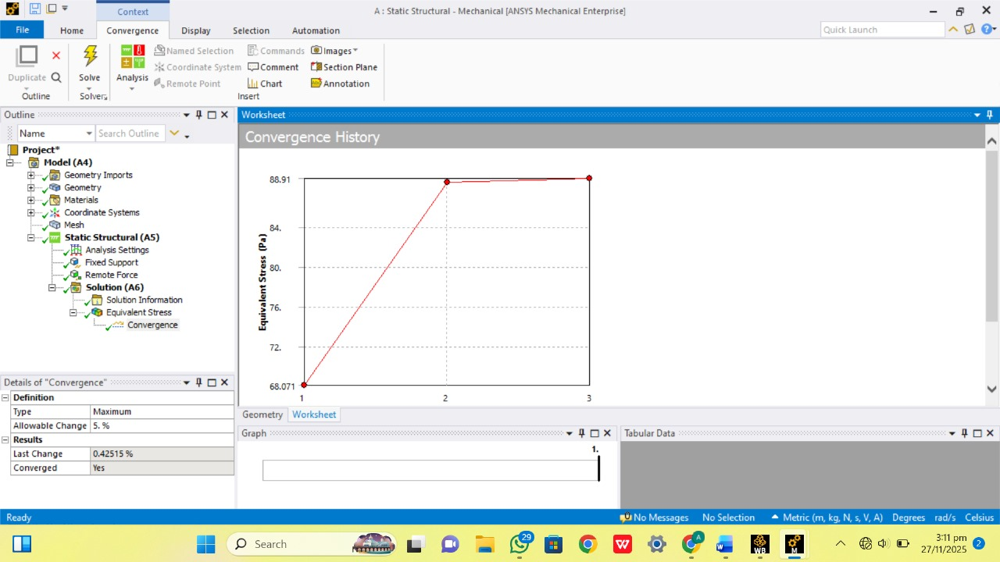 Context
A : Static Structural - Mechanical [ANSYS Mechanical Enterprise]
File Home Convergence Display Selection Automation
Quick Launch
Duplicate
Outline
Solve
Solver
Analysis
Named Selection
Coordinate System
Remote Point
Commands
Comment
Chart
Images
Section Plane
Annotation
Insert
Outline
Name
Search Outline
Project*
Model (A4)
Geometry Imports
Geometry
Materials
Coordinate Systems
Mesh
Static Structural (A5)
Analysis Settings
Fixed Support
Remote Force
Solution (A6)
Solution Information
Equivalent Stress
Convergence
Details of "Convergence"
Definition
Type Maximum
Allowable Change 5. %
Results
Last Change 0.42515 %
Converged Yes
Worksheet
Convergence History
Equivalent Stress (Pa)
88.91
84.
80.
76.
72.
68.071
1 2 3
Geometry Worksheet
Graph
1.
Tabular Data
Ready
No Messages No Selection Metric (m, kg, N, s, V, A) Degrees rad/s Celsius
Search
29
W
A
W
WB
M
3:11 pm
27/11/2025
2